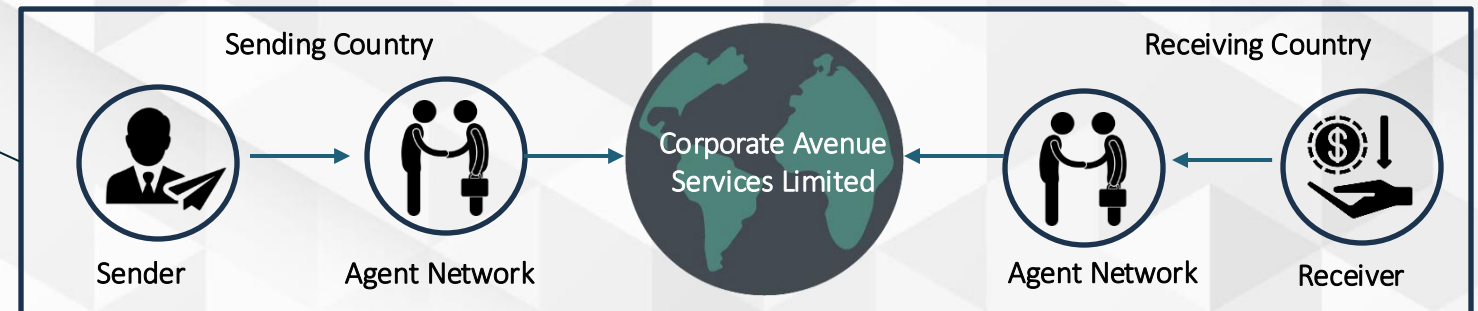 Sending Country
Receiving Country
Corporate Avenue
Services Limited
$
Sender
Agent Network
Agent Network
Receiver